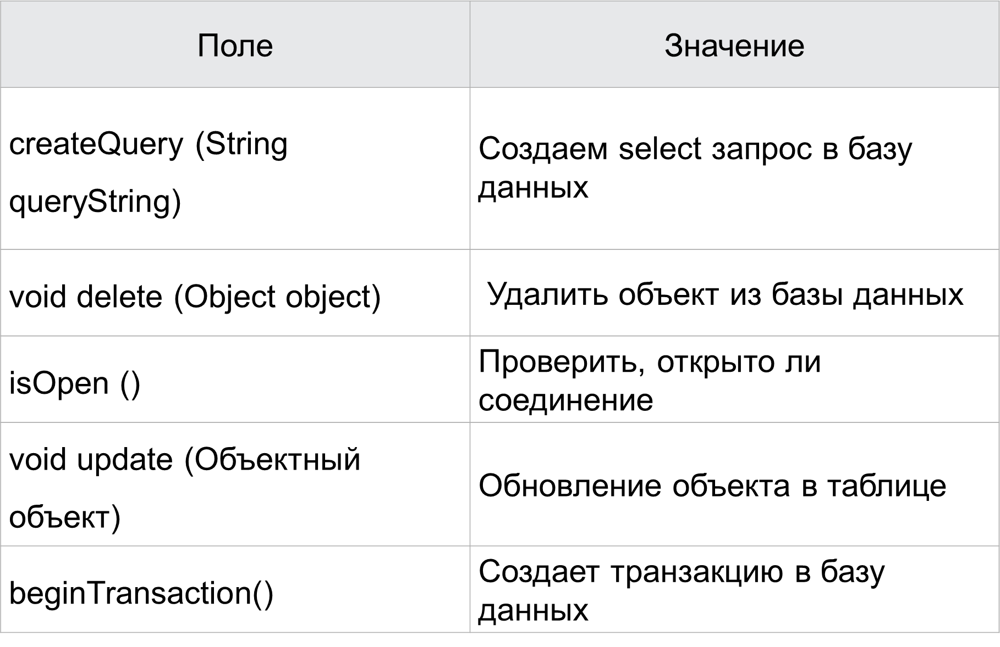 Поле
Значение
createQuery (String
queryString)
Создаем select запрос в базу
данных
void delete (Object object)
Удалить объект из базы данных
isOpen ()
Проверить, открыто ли
соединение
void update (Объектный
объект)
Обновление объекта в таблице
beginTransaction()
Создает транзакцию в базу
данных